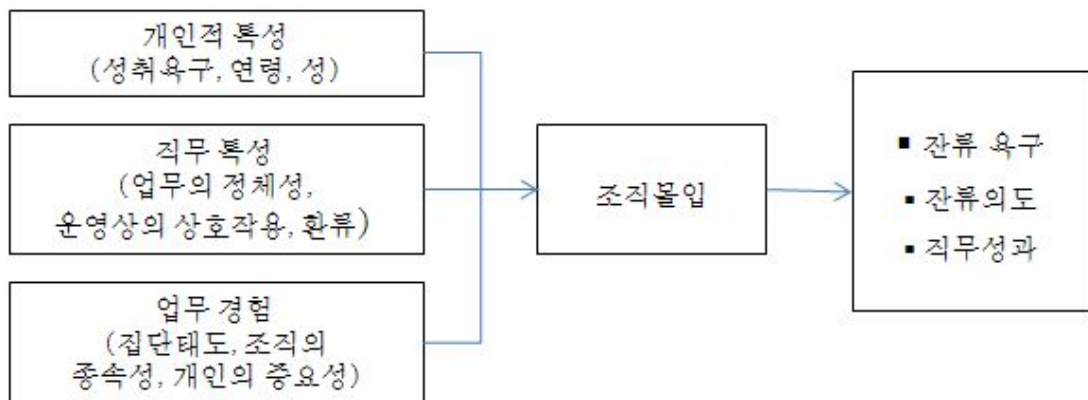 개인적 특성
(성취욕구, 연령, 성)
직무 특성
(업무의 정체성,
운영상의 상호작용, 환류)
업무 경험
(집단태도, 조직의
종속성, 개인의 중요성)
조직몰입
▪ 잔류 욕구
▪ 잔류의도
▪ 직무성과